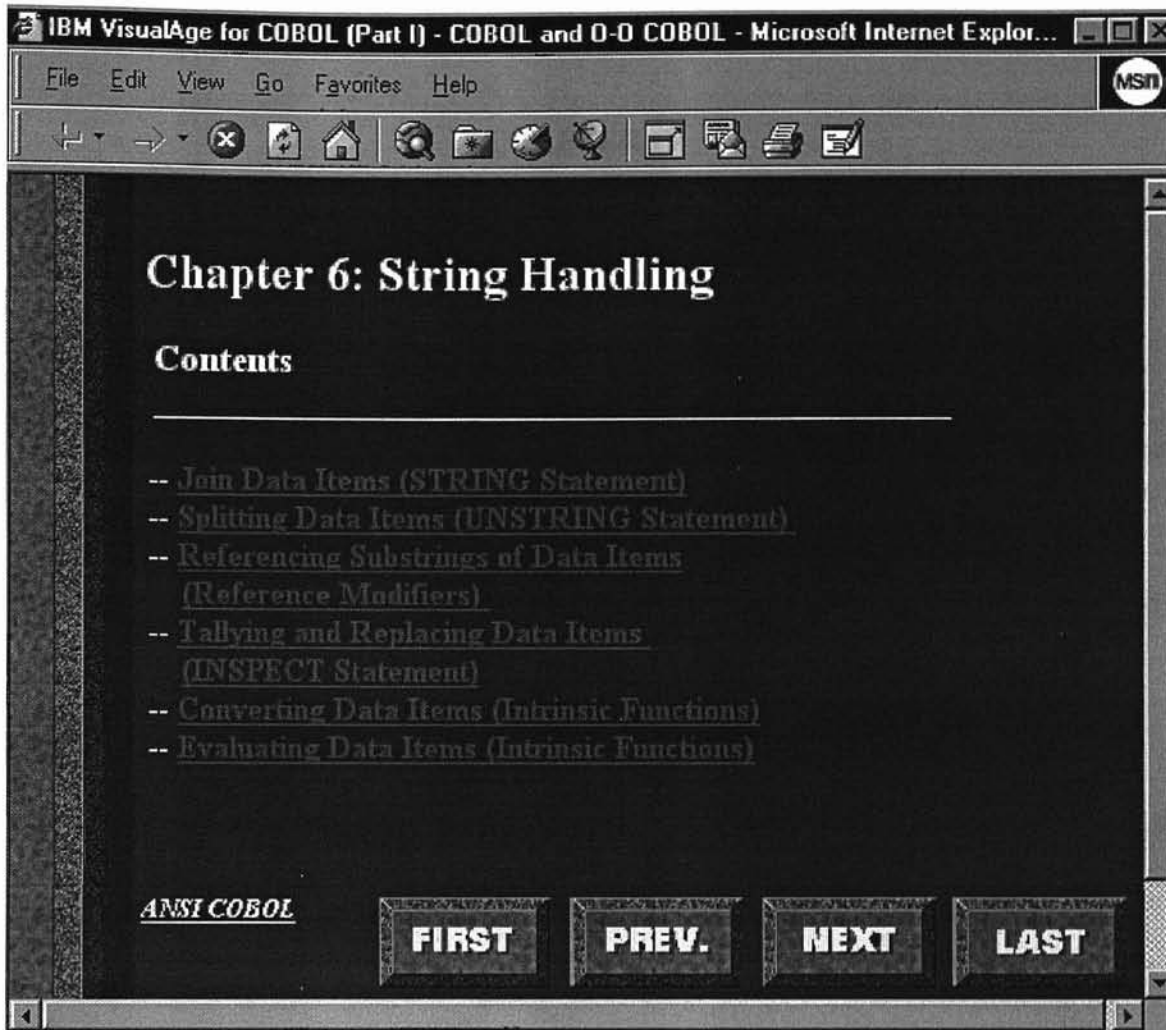 IBM VisualAge for COBOL (Part I) - COBOL and O-O COBOL - Microsoft Internet Explor...
File Edit View Go Favorites Help
msn
Chapter 6: String Handling
Contents
-- Join Data Items (STRING Statement)
-- Splitting Data Items (UNSTRING Statement)
-- Referencing Substrings of Data Items
(Reference Modifiers)
-- Tallying and Replacing Data Items
(INSPECT Statement)
-- Converting Data Items (Intrinsic Functions)
-- Evaluating Data Items (Intrinsic Functions)
ANSI COBOL
FIRST PREV. NEXT LAST